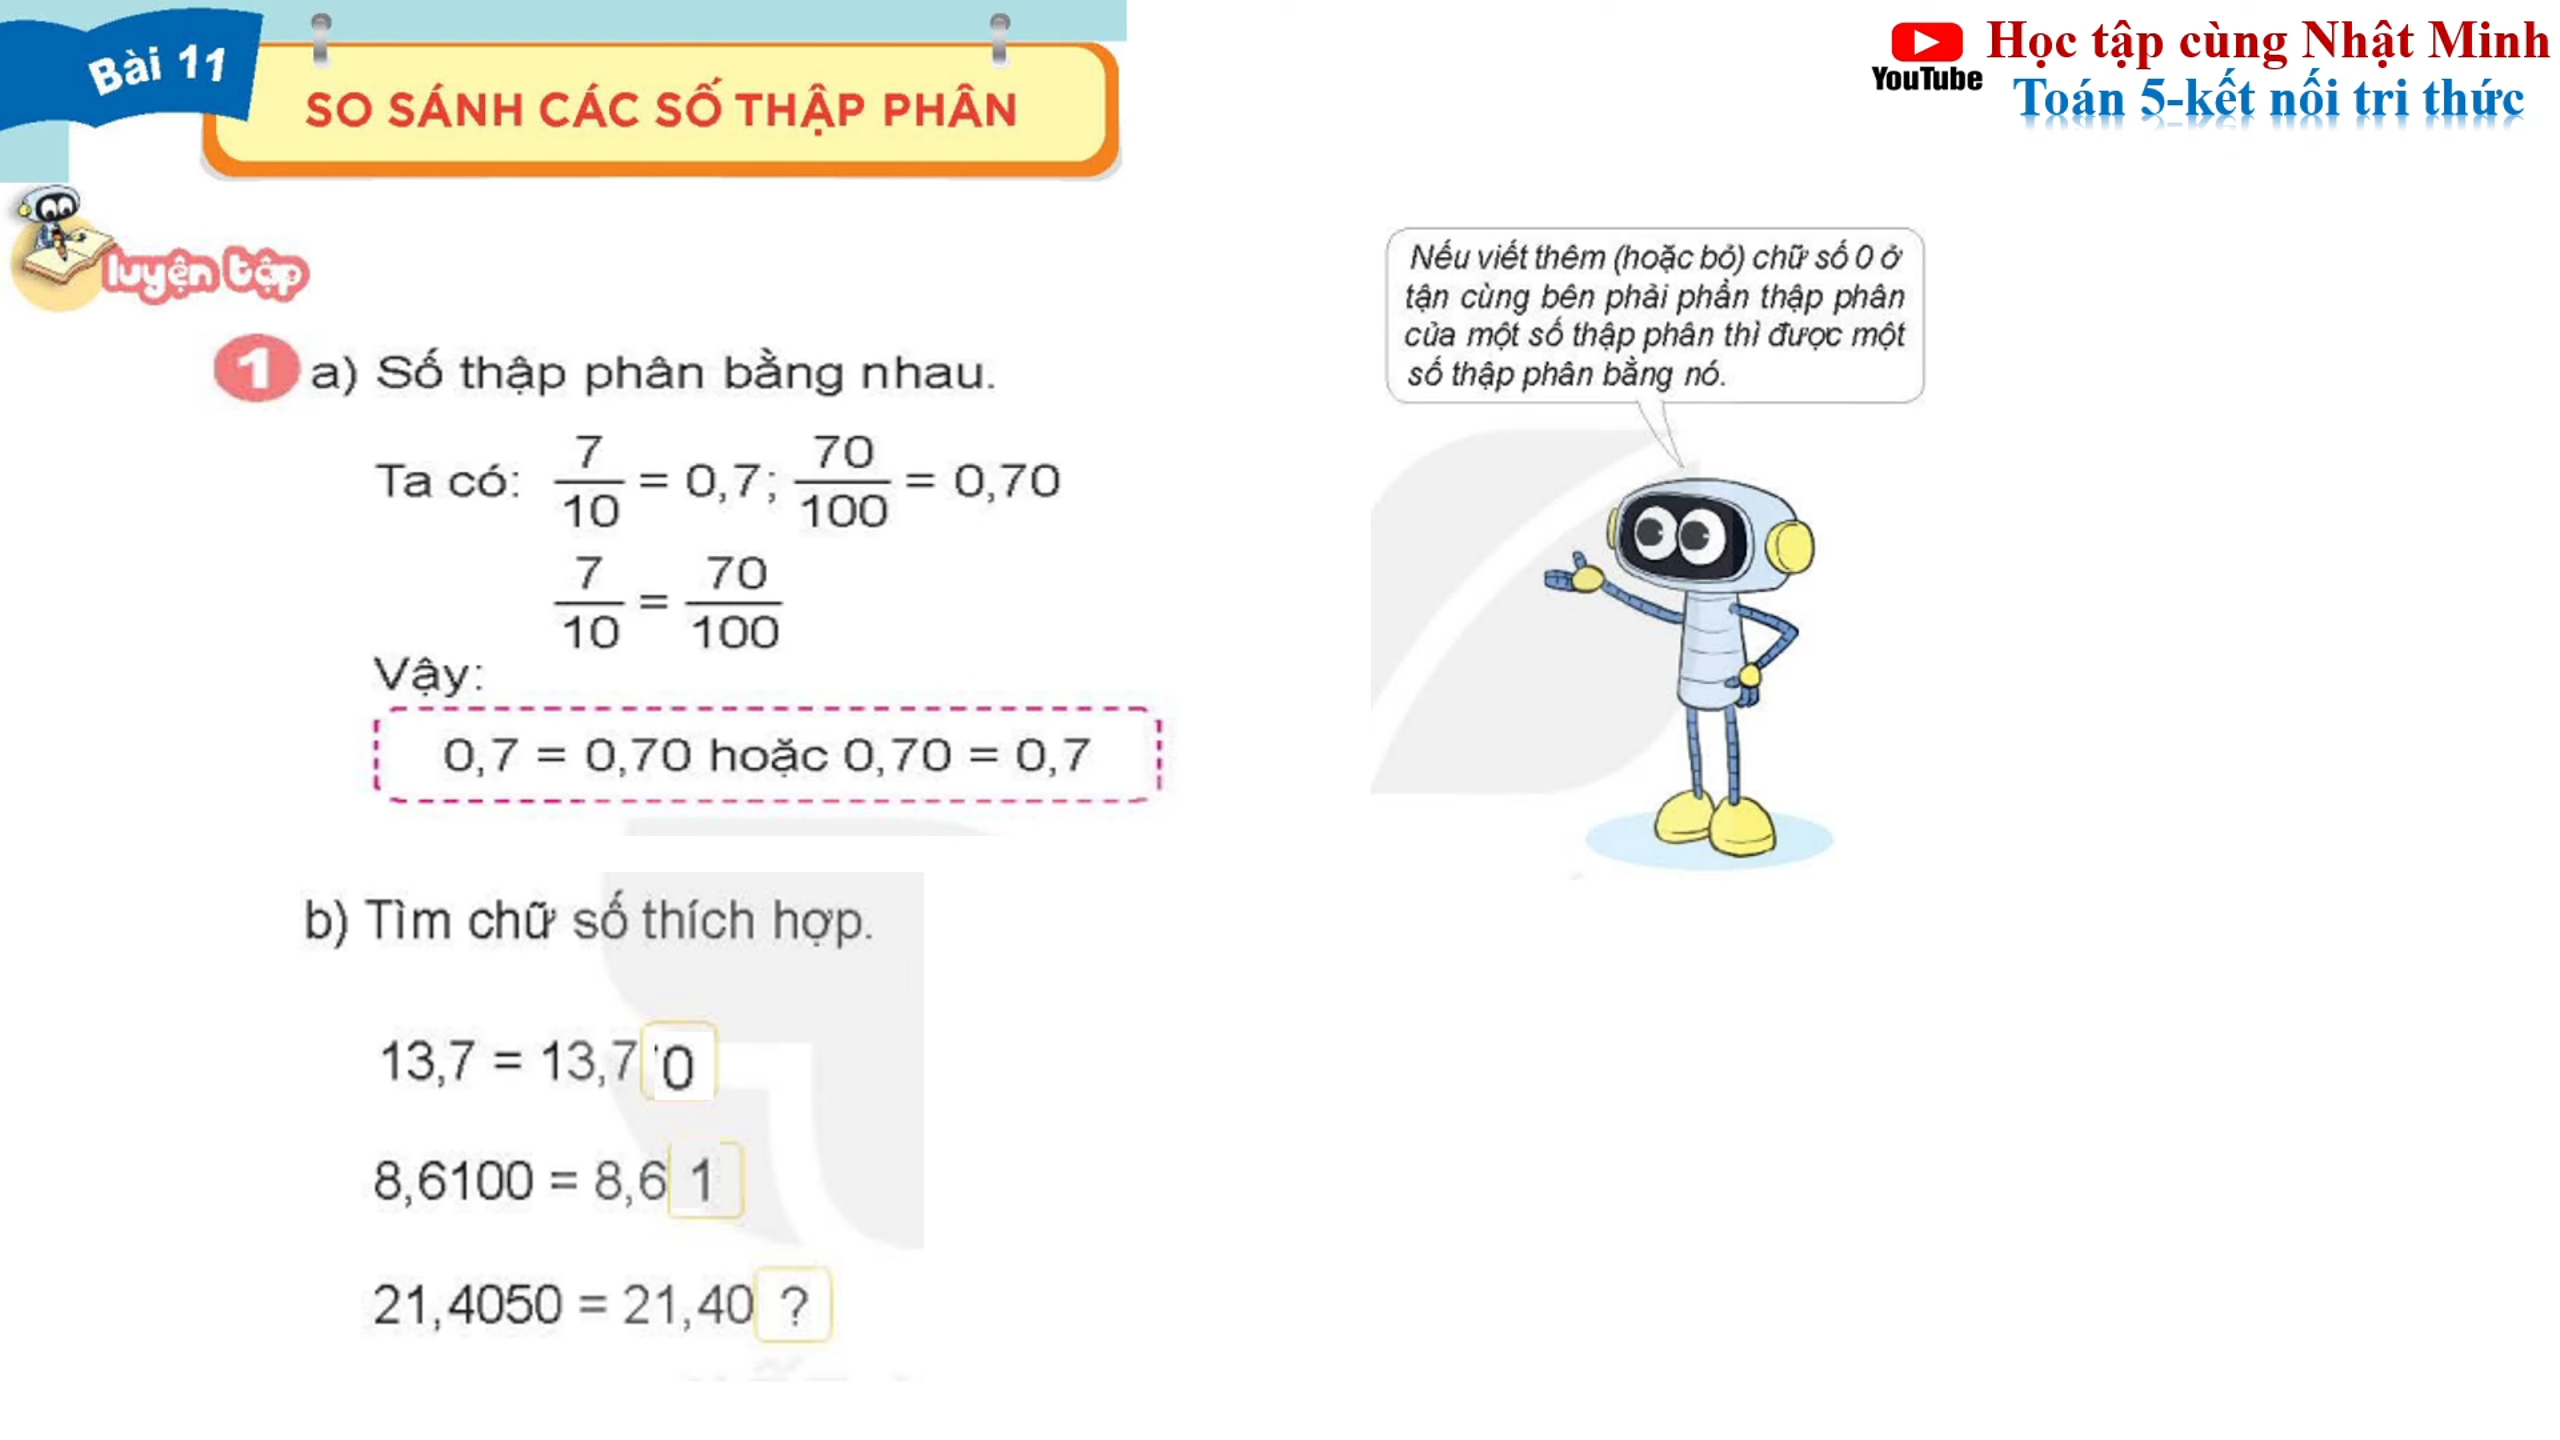 Bài 11
SO SÁNH CÁC SỐ THẬP PHÂN
YouTube
Học tập cùng Nhật Minh
Toán 5-kết nối tri thức
luyện tập
Nếu viết thêm (hoặc bỏ) chữ số 0 ở
tận cùng bên phải phần thập phân
của một số thập phân thì được một
số thập phân bằng nó.
1 a) Số thập phân bằng nhau.
Ta có: 7/10 = 0,7; 70/100 = 0,70
7/10 = 70/100
Vậy:
0,7 = 0,70 hoặc 0,70 = 0,7
b) Tìm chữ số thích hợp.
13,7 = 13,7 0
8,6100 = 8,6 1
21,4050 = 21,40 ?